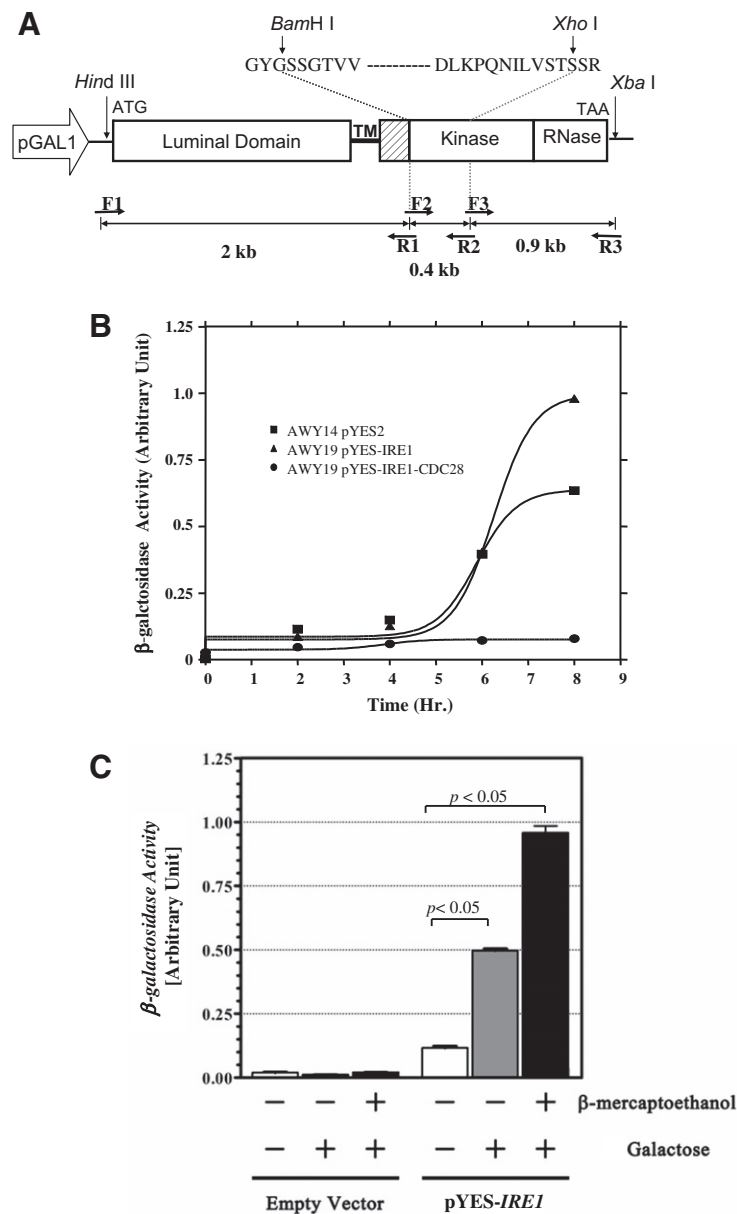 A
BamH I
Xho I
GYGSSGTVV ---------- DLKPQNILVSTSSR
Hind III
Xba I
ATG
TAA
pGAL1
Luminal Domain
TM
Kinase
RNase
F1
F2
F3
R1
R2
R3
2 kb
0.4 kb
0.9 kb
B
β-galctosidase Activity (Arbitrary Unit)
1.25
1.0
0.75
0.5
0.25
0
AWY14 pYES2
AWY19 pYES-IRE1
AWY19 pYES-IRE1-CDC28
0 1 2 3 4 5 6 7 8 9
Time (Hr.)
C
β-galactosidase Activity
[Arbitrary Unit]
1.25
1.00
0.75
0.50
0.25
0.00
p < 0.05
p< 0.05
− − + − − + β-mercaptoethanol
− + + − + + Galactose
Empty Vector
pYES-IRE1